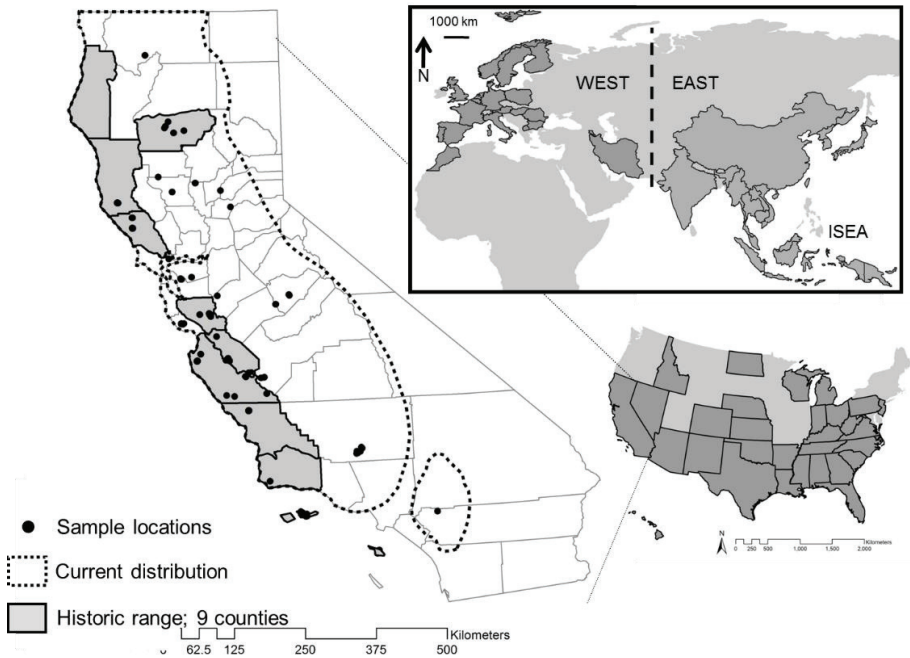 1000 km
N
WEST
EAST
ISEA
Sample locations
Current distribution
Historic range; 9 counties
Kilometers
0 62.5 125 250 375 500
N
Kilometers
0 250 500 1,000 1,500 2,000